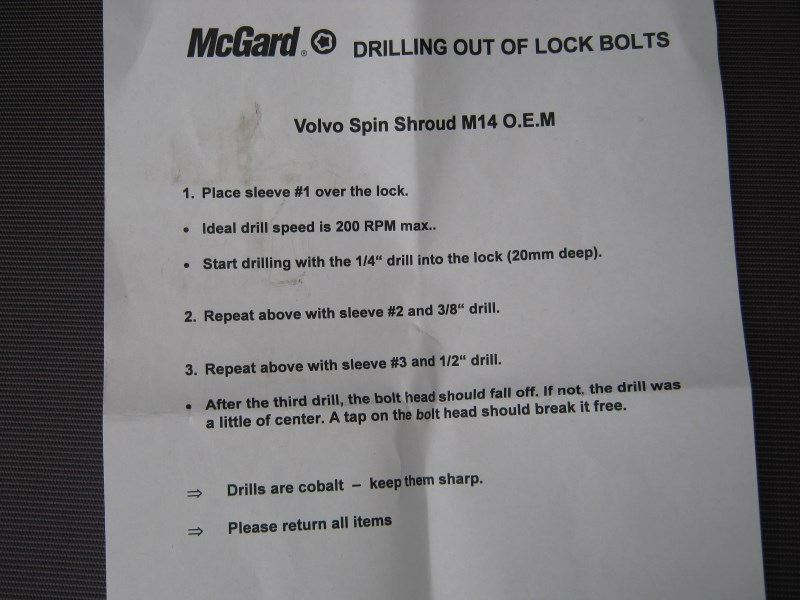 McGard® DRILLING OUT OF LOCK BOLTS
Volvo Spin Shroud M14 O.E.M
1. Place sleeve #1 over the lock.
• Ideal drill speed is 200 RPM max..
• Start drilling with the 1/4“ drill into the lock (20mm deep).
2. Repeat above with sleeve #2 and 3/8“ drill.
3. Repeat above with sleeve #3 and 1/2“ drill.
• After the third drill, the bolt head should fall off. If not, the drill was
a little of center. A tap on the bolt head should break it free.
⇒ Drills are cobalt – keep them sharp.
⇒ Please return all items